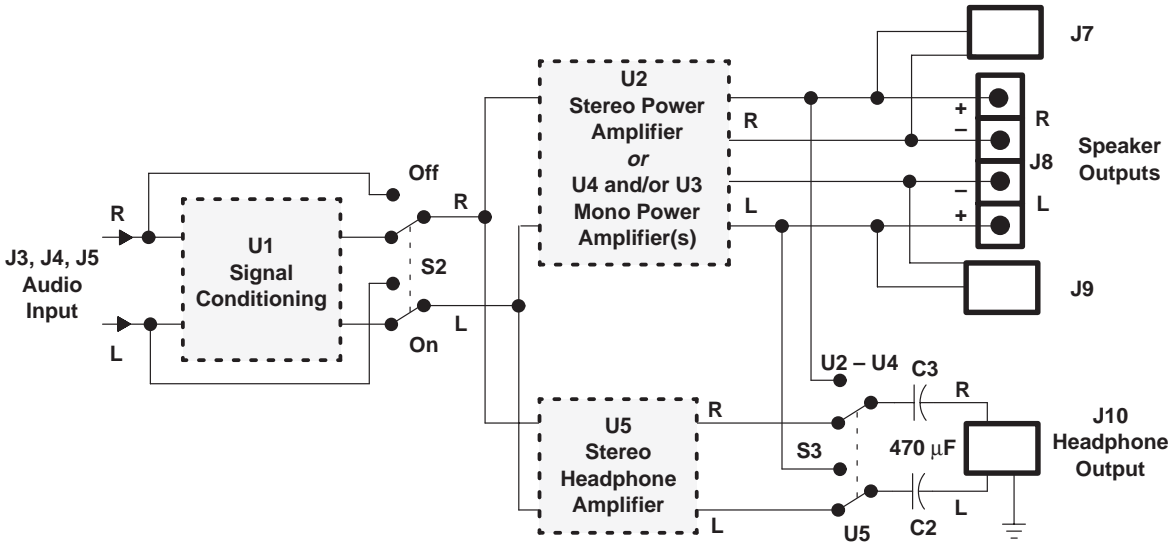 J7
U2
Stereo Power
Amplifier
or
U4 and/or U3
Mono Power
Amplifier(s)
R
L
+
–
–
+
R
J8
L
Speaker
Outputs
J9
Off
R
S2
L
On
R
J3, J4, J5
Audio
Input
L
U1
Signal
Conditioning
U2 – U4
C3
R
J10
Headphone
Output
U5
Stereo
Headphone
Amplifier
R
L
S3
470 μF
U5
C2
L